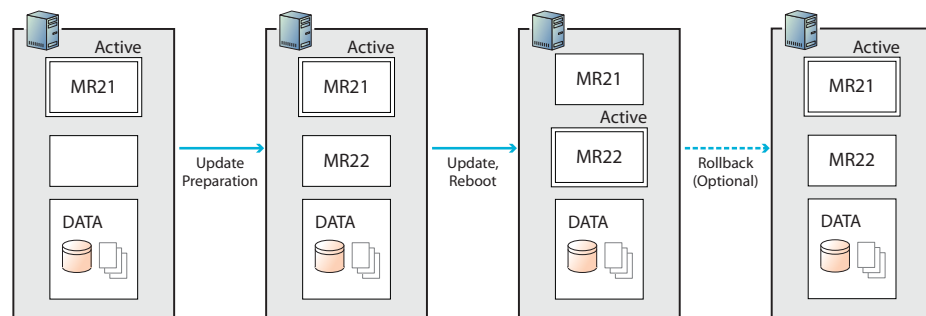 Active
MR21
DATA
Update
Preparation
Active
MR21
MR22
DATA
Update,
Reboot
MR21
Active
MR22
DATA
Rollback
(Optional)
Active
MR21
MR22
DATA